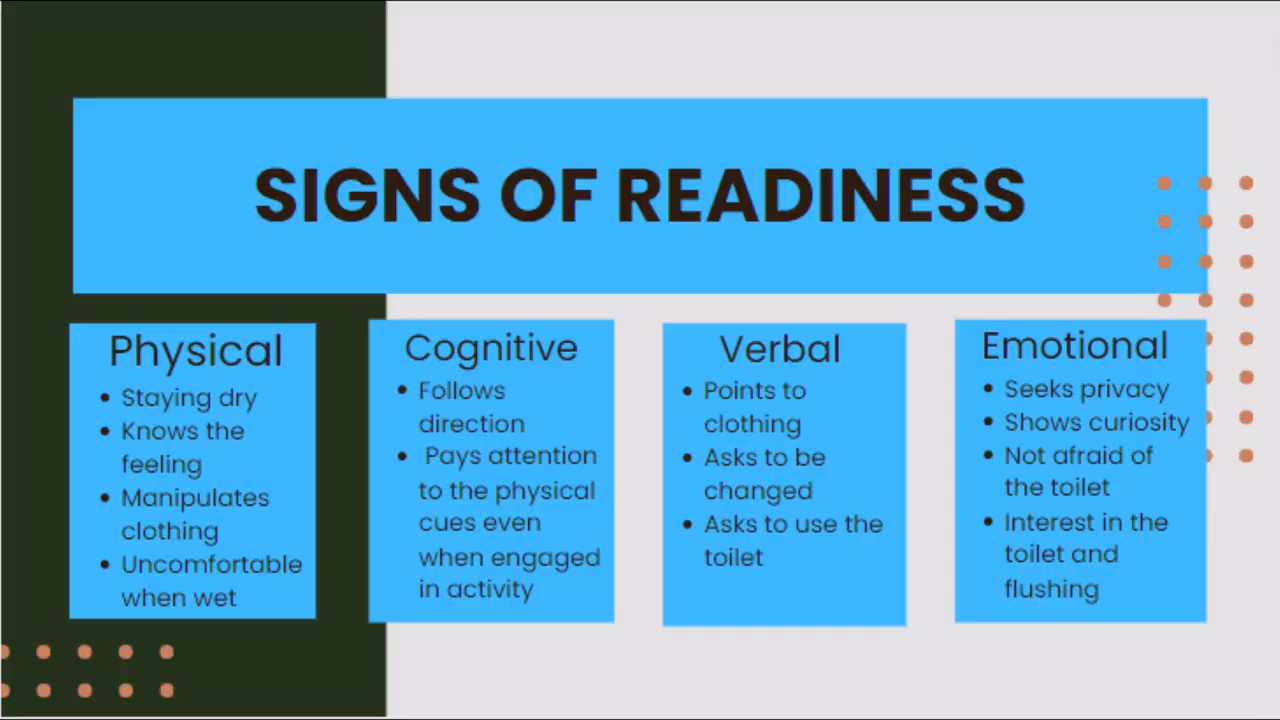 SIGNS OF READINESS
Physical
• Staying dry
• Knows the
feeling
• Manipulates
clothing
• Uncomfortable
when wet
Cognitive
• Follows
direction
• Pays attention
to the physical
cues even
when engaged
in activity
Verbal
• Points to
clothing
• Asks to be
changed
• Asks to use the
toilet
Emotional
• Seeks privacy
• Shows curiosity
• Not afraid of
the toilet
• Interest in the
toilet and
flushing